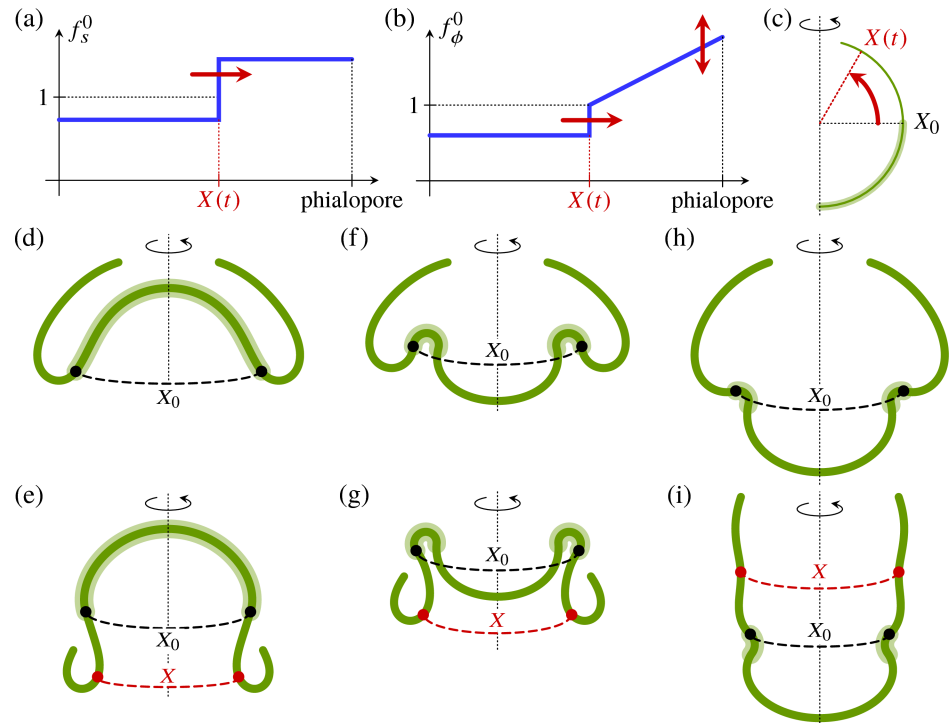 (a)
f_s^0
1
X(t)
phialopore
(b)
f_ϕ^0
1
X(t)
phialopore
(c)
X(t)
X_0
(d)
X_0
(f)
X_0
(h)
X_0
(e)
X_0
X
(g)
X_0
X
(i)
X
X_0